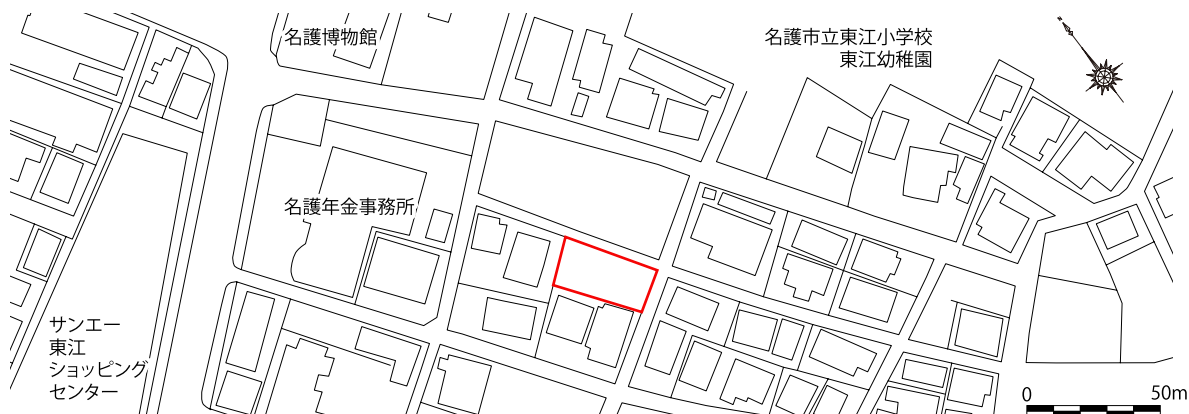 名護博物館
名護市立東江小学校
東江幼稚園
名護年金事務所
サンエー
東江
ショッピング
センター
0
50m